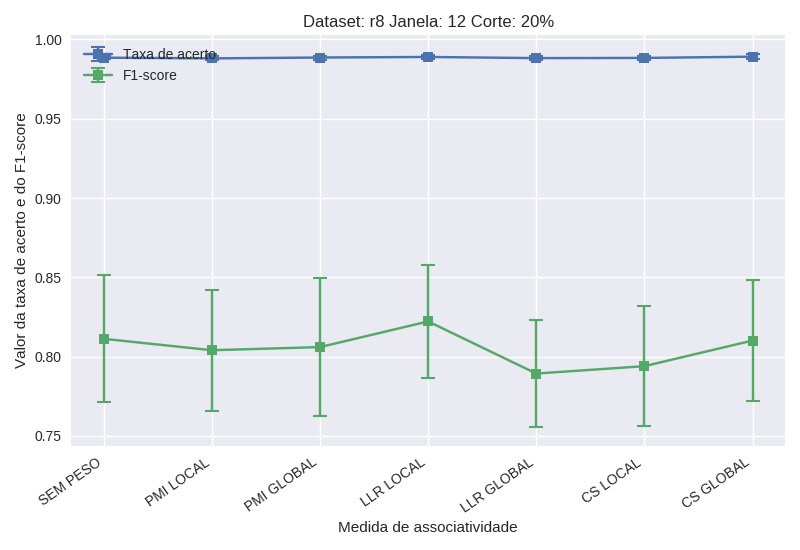 Dataset: r8 Janela: 12 Corte: 20%
Taxa de acerto
F1-score
Valor da taxa de acerto e do F1-score
1.00
0.95
0.90
0.85
0.80
0.75
SEM PESO
PMI LOCAL
PMI GLOBAL
LLR LOCAL
LLR GLOBAL
CS LOCAL
CS GLOBAL
Medida de associatividade